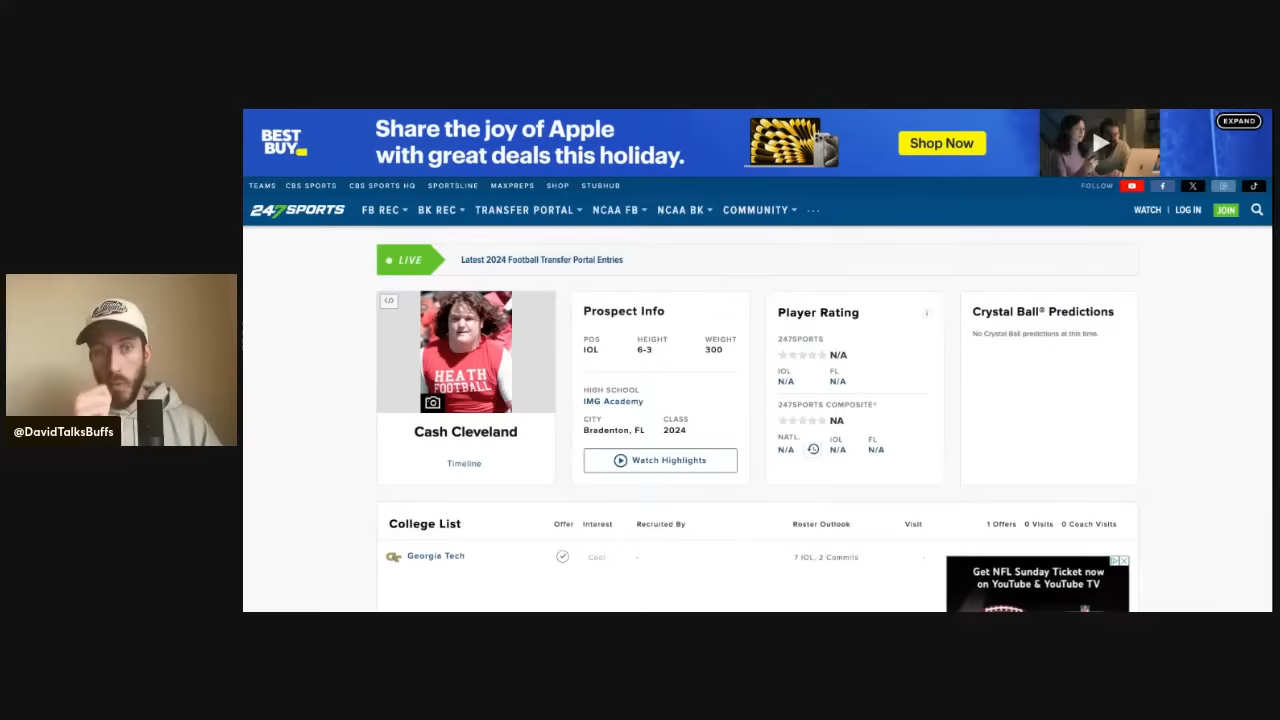 BEST
BUY
Share the joy of Apple
with great deals this holiday.
Shop Now
EXPAND
TEAMS CBS SPORTS CBS SPORTS HQ SPORTSLINE MAXPREPS SHOP STUBHUB
FOLLOW
247SPORTS
FB REC BK REC TRANSFER PORTAL NCAA FB NCAA BK COMMUNITY ...
WATCH | LOG IN JOIN
LIVE
Latest 2024 Football Transfer Portal Entries
HEATH
FOOTBALL
Cash Cleveland
Timeline
Prospect Info
POS HEIGHT WEIGHT
IOL 6-3 300
HIGH SCHOOL
IMG Academy
CITY CLASS
Bradenton, FL 2024
Watch Highlights
Player Rating
247SPORTS
N/A
IOL FL
N/A N/A
247SPORTS COMPOSITE®
NA
NATL. IOL FL
N/A N/A N/A
Crystal Ball® Predictions
No Crystal Ball predictions at this time.
@DavidTalksBuffs
College List Offer Interest Recruited By Roster Outlook Visit 1 Offers 0 Visits 0 Coach Visits
Georgia Tech Cool - 7 IOL, 2 Commits -
Get NFL Sunday Ticket now
on YouTube & YouTube TV